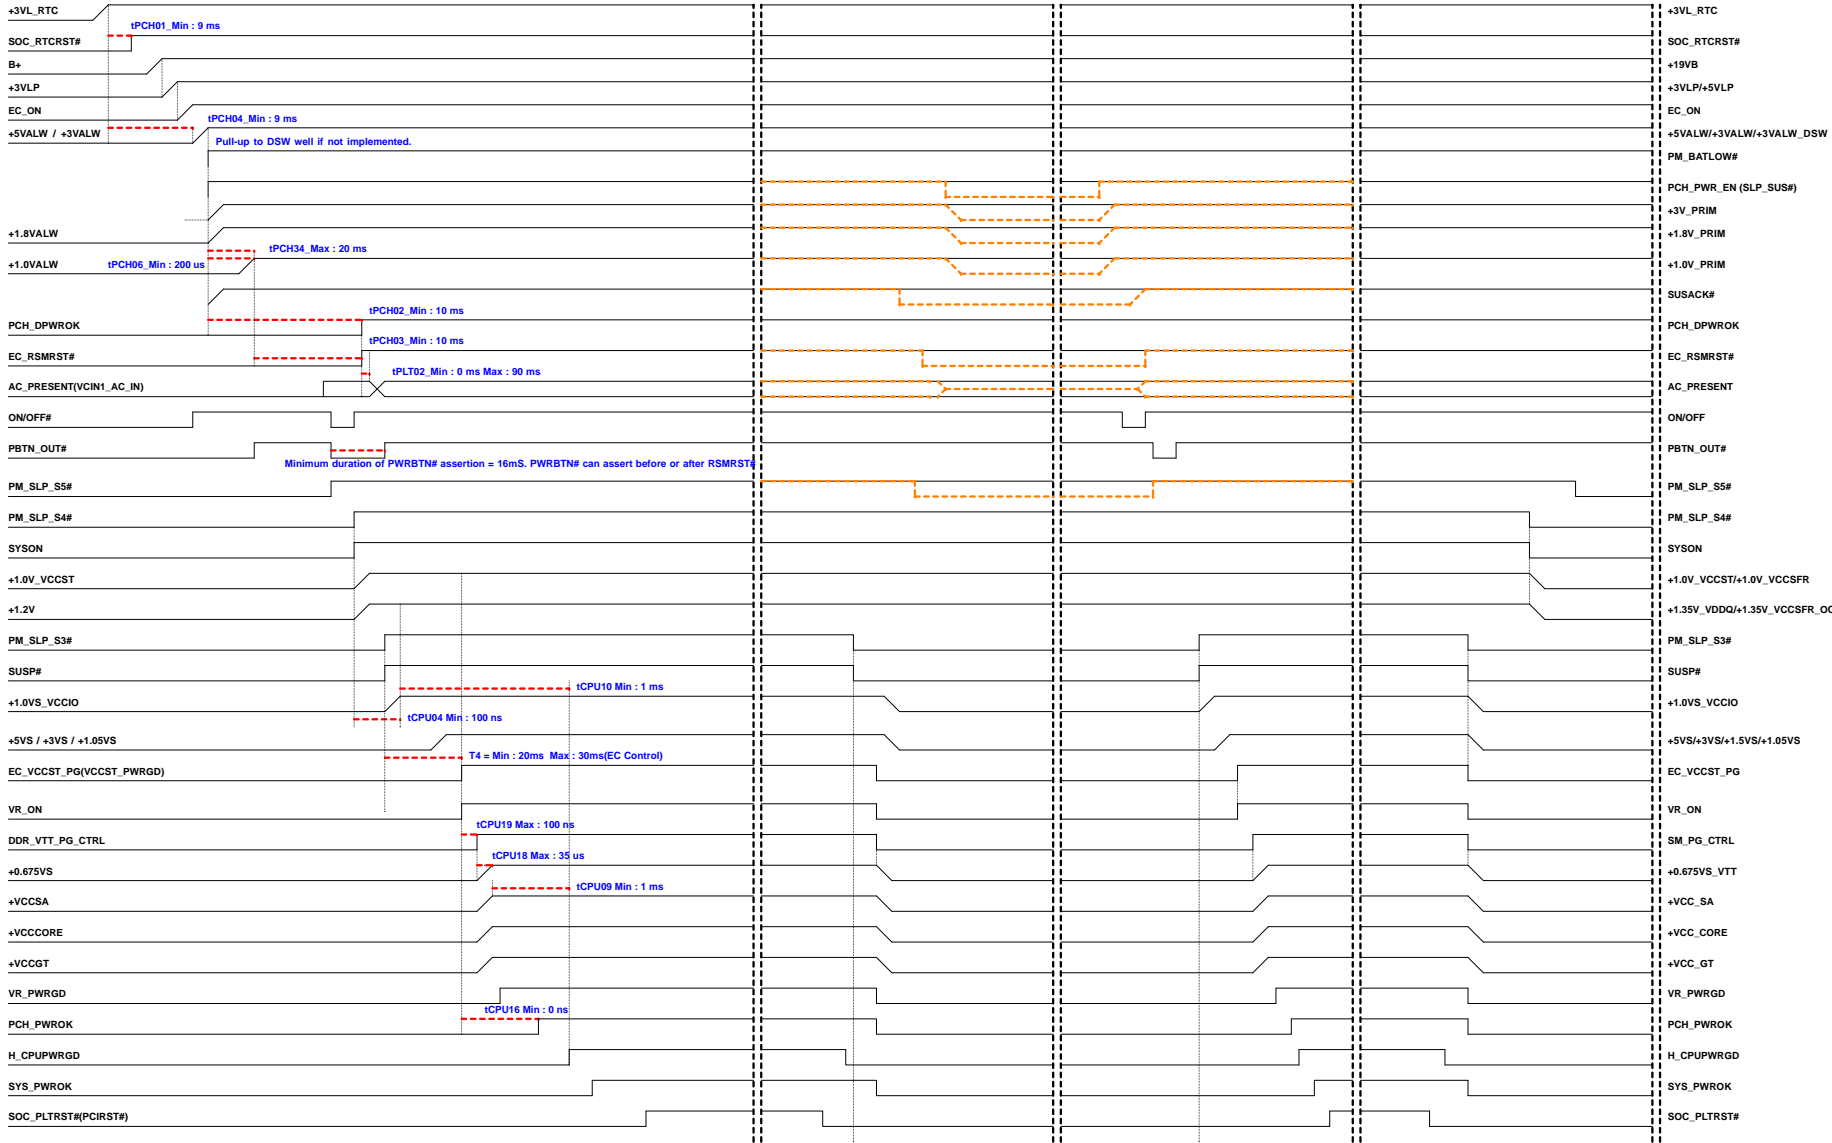 +3VL_RTC +3VL_RTC
tPCH01_Min : 9 ms
SOC_RTCRST# SOC_RTCRST#
B+ +19VB
+3VLP +3VLP/+5VLP
EC_ON EC_ON
tPCH04_Min : 9 ms
+5VALW / +3VALW +5VALW/+3VALW/+3VALW_DSW
Pull-up to DSW well if not implemented.
PM_BATLOW#
PCH_PWR_EN (SLP_SUS#)
+3V_PRIM
+1.8VALW +1.8V_PRIM
tPCH34_Max : 20 ms
+1.0VALW tPCH06_Min : 200 us +1.0V_PRIM
SUSACK#
tPCH02_Min : 10 ms
PCH_DPWROK PCH_DPWROK
tPCH03_Min : 10 ms
EC_RSMRST# EC_RSMRST#
tPLT02_Min : 0 ms Max : 90 ms
AC_PRESENT(VCIN1_AC_IN) AC_PRESENT
ON/OFF# ON/OFF
PBTN_OUT# PBTN_OUT#
Minimum duration of PWRBTN# assertion = 16mS. PWRBTN# can assert before or after RSMRST#
PM_SLP_S5# PM_SLP_S5#
PM_SLP_S4# PM_SLP_S4#
SYSON SYSON
+1.0V_VCCST +1.0V_VCCST/+1.0V_VCCSFR
+1.2V +1.35V_VDDQ/+1.35V_VCCSFR_OC
PM_SLP_S3# PM_SLP_S3#
SUSP# SUSP#
tCPU10 Min : 1 ms
+1.0VS_VCCIO +1.0VS_VCCIO
tCPU04 Min : 100 ns
+5VS / +3VS / +1.05VS +5VS/+3VS/+1.5VS/+1.05VS
T4 = Min : 20ms Max : 30ms(EC Control)
EC_VCCST_PG(VCCST_PWRGD) EC_VCCST_PG
VR_ON VR_ON
tCPU19 Max : 100 ns
DDR_VTT_PG_CTRL SM_PG_CTRL
tCPU18 Max : 35 us
+0.675VS +0.675VS_VTT
tCPU09 Min : 1 ms
+VCCSA +VCC_SA
+VCCCORE +VCC_CORE
+VCCGT +VCC_GT
VR_PWRGD VR_PWRGD
tCPU16 Min : 0 ns
PCH_PWROK PCH_PWROK
H_CPUPWRGD H_CPUPWRGD
SYS_PWROK SYS_PWROK
SOC_PLTRST#(PCIRST#) SOC_PLTRST#